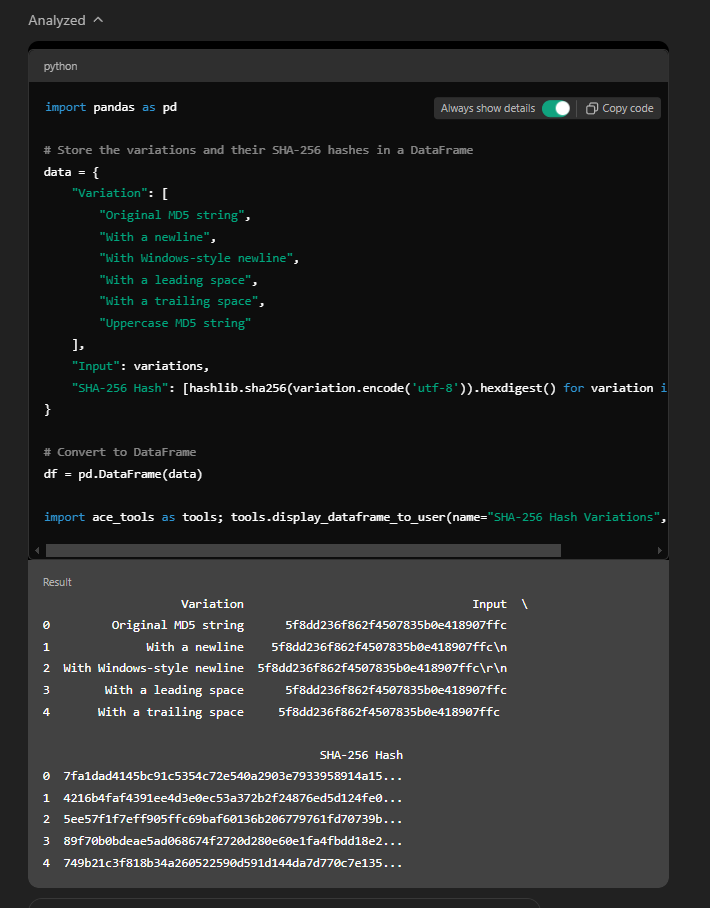 Analyzed
python
Always show details
Copy code
import pandas as pd
# Store the variations and their SHA-256 hashes in a DataFrame
data = {
    "Variation": [
        "Original MD5 string",
        "With a newline",
        "With Windows-style newline",
        "With a leading space",
        "With a trailing space",
        "Uppercase MD5 string"
    ],
    "Input": variations,
    "SHA-256 Hash": [hashlib.sha256(variation.encode('utf-8')).hexdigest() for variation i
}
# Convert to DataFrame
df = pd.DataFrame(data)
import ace_tools as tools; tools.display_dataframe_to_user(name="SHA-256 Hash Variations",
Result
Variation Input \
0 Original MD5 string 5f8dd236f862f4507835b0e418907ffc
1 With a newline 5f8dd236f862f4507835b0e418907ffc\n
2 With Windows-style newline 5f8dd236f862f4507835b0e418907ffc\r\n
3 With a leading space 5f8dd236f862f4507835b0e418907ffc
4 With a trailing space 5f8dd236f862f4507835b0e418907ffc
SHA-256 Hash
0 7fa1dad4145bc91c5354c72e540a2903e7933958914a15...
1 4216b4faf4391ee4d3e0ec53a372b2f24876ed5d124fe0...
2 5ee57f1f7eff905ffc69baf60136b206779761fd70739b...
3 89f70b0bdeae5ad068674f2720d280e60e1fa4fbdd18e2...
4 749b21c3f818b34a260522590d591d144da7d770c7e135...